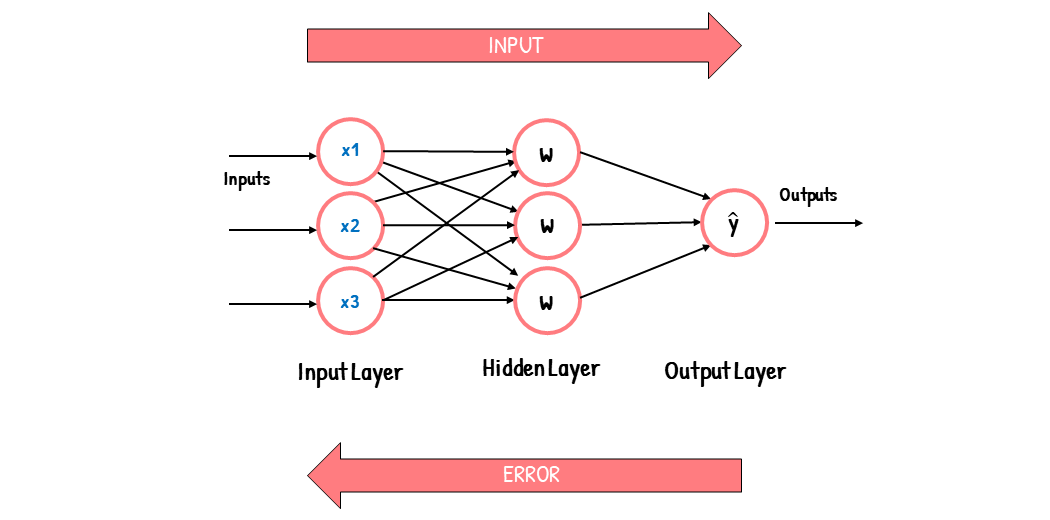 INPUT
Inputs
x1
x2
x3
W
W
W
ŷ
Outputs
Input Layer
Hidden Layer
Output Layer
ERROR